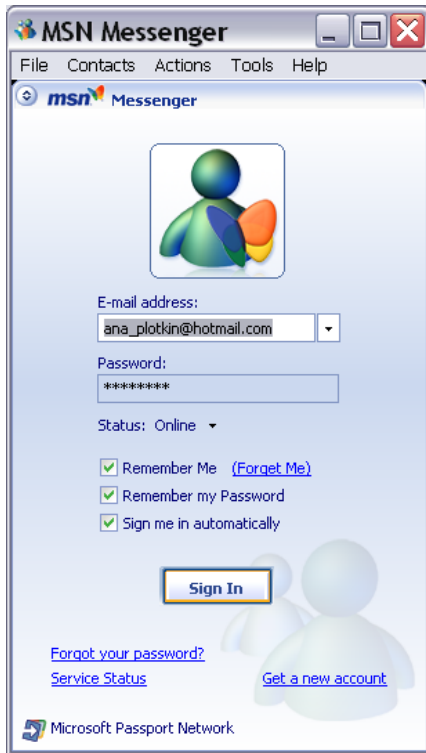 MSN Messenger
File Contacts Actions Tools Help
msn Messenger
E-mail address:
ana_plotkin@hotmail.com
Password:
********
Status: Online
Remember Me (Forget Me)
Remember my Password
Sign me in automatically
Sign In
Forgot your password?
Service Status Get a new account
Microsoft Passport Network